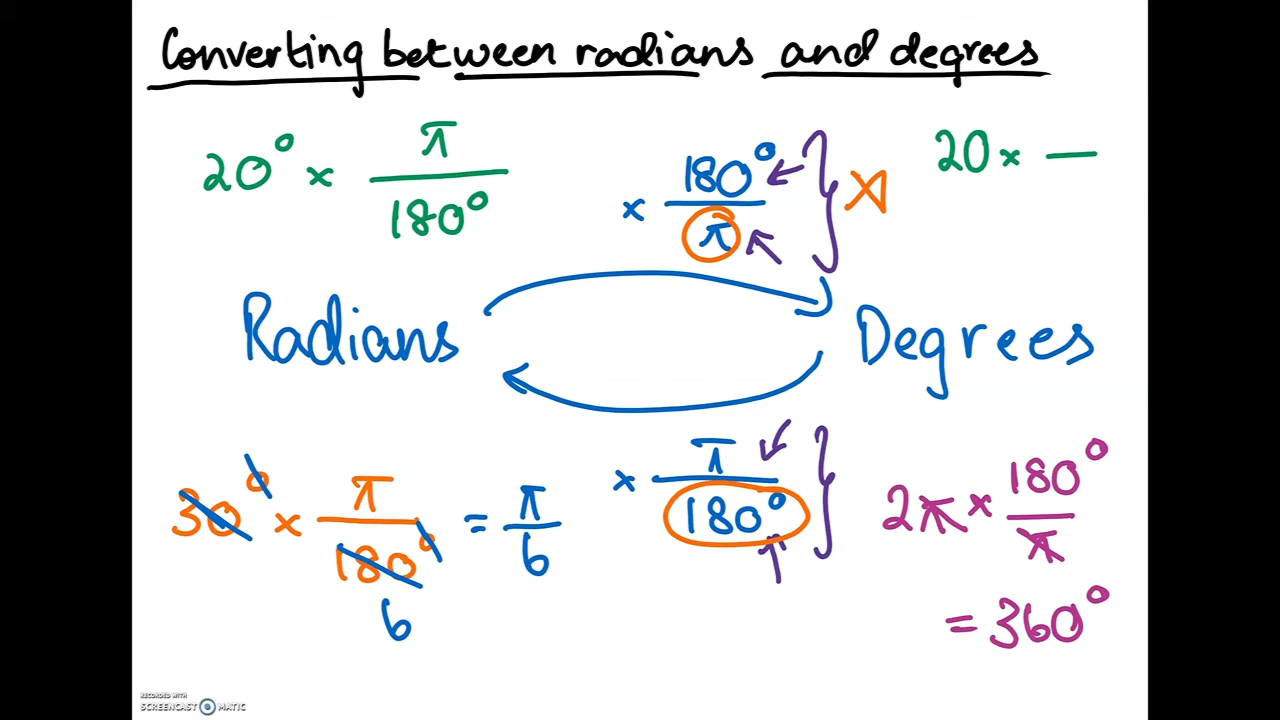 Converting between radians and degrees
20° × π/180°
× 180°/π
20 × —
Radians
Degrees
30° × π/180° = π/6
6
× π/180°
2π × 180°/π
= 360°
RECORDED WITH
SCREENCAST MATIC